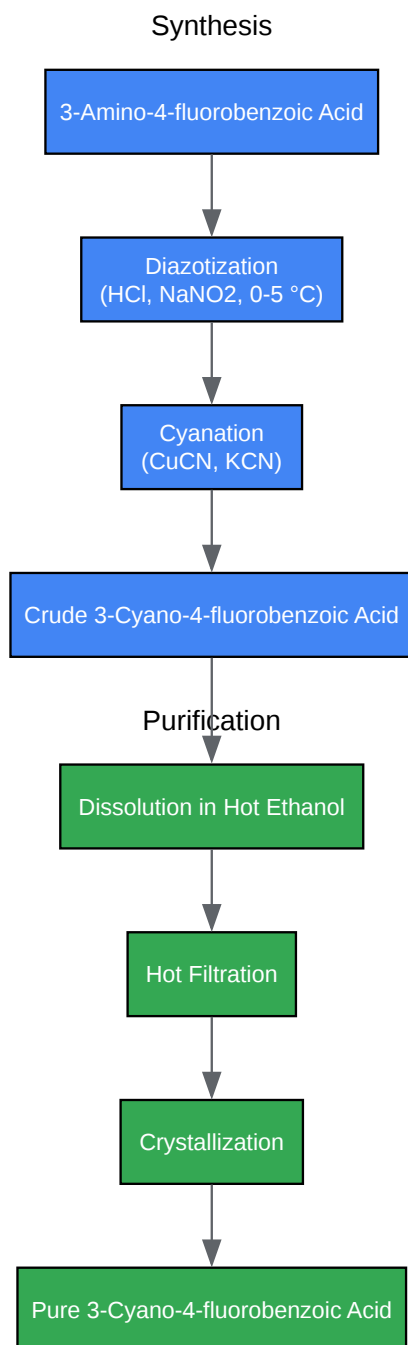 Synthesis
3-Amino-4-fluorobenzoic Acid
Diazotization
(HCl, NaNO2, 0-5 °C)
Cyanation
(CuCN, KCN)
Crude 3-Cyano-4-fluorobenzoic Acid
Purification
Dissolution in Hot Ethanol
Hot Filtration
Crystallization
Pure 3-Cyano-4-fluorobenzoic Acid